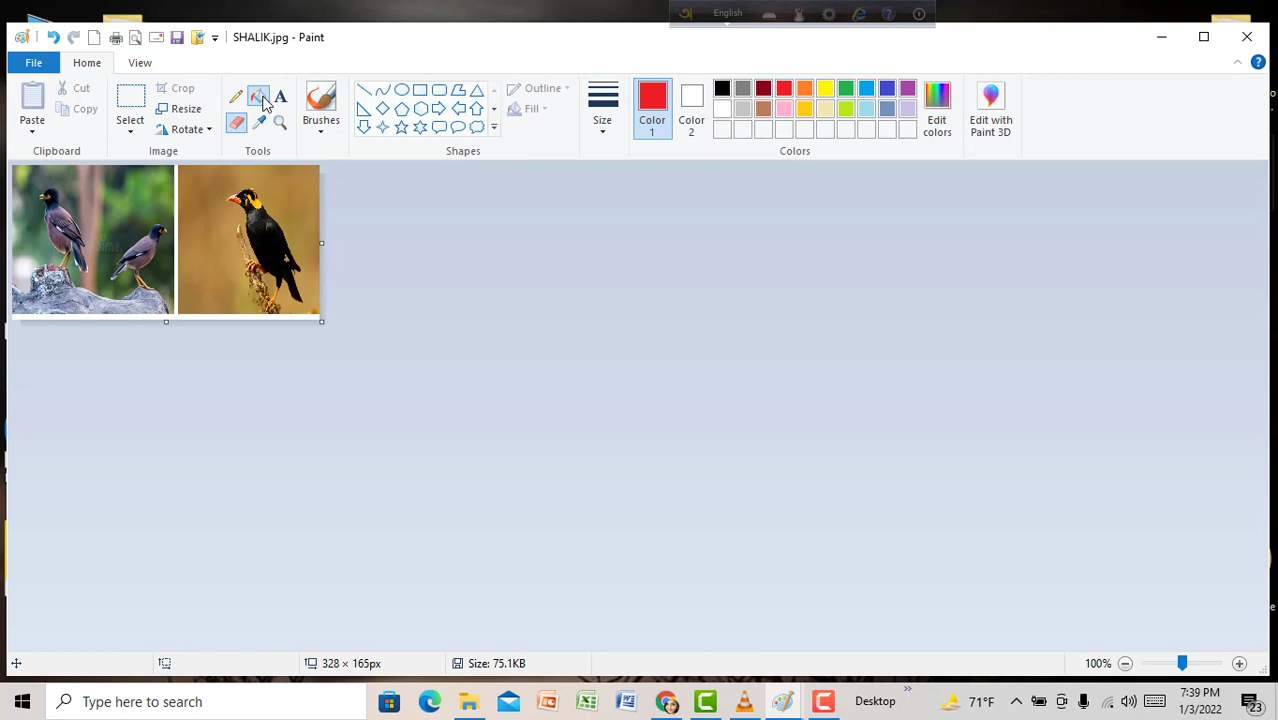 English
SHALIK.jpg - Paint
File
Home
View
Paste
Cut
Copy
Clipboard
Select
Crop
Resize
Rotate
Image
A
Tools
Brushes
Shapes
Outline
Fill
Size
Color
1
Color
2
Colors
Edit
colors
Edit with
Paint 3D
328 × 165px
Size: 75.1KB
100%
Type here to search
Desktop
71°F
7:39 PM
1/3/2022
23